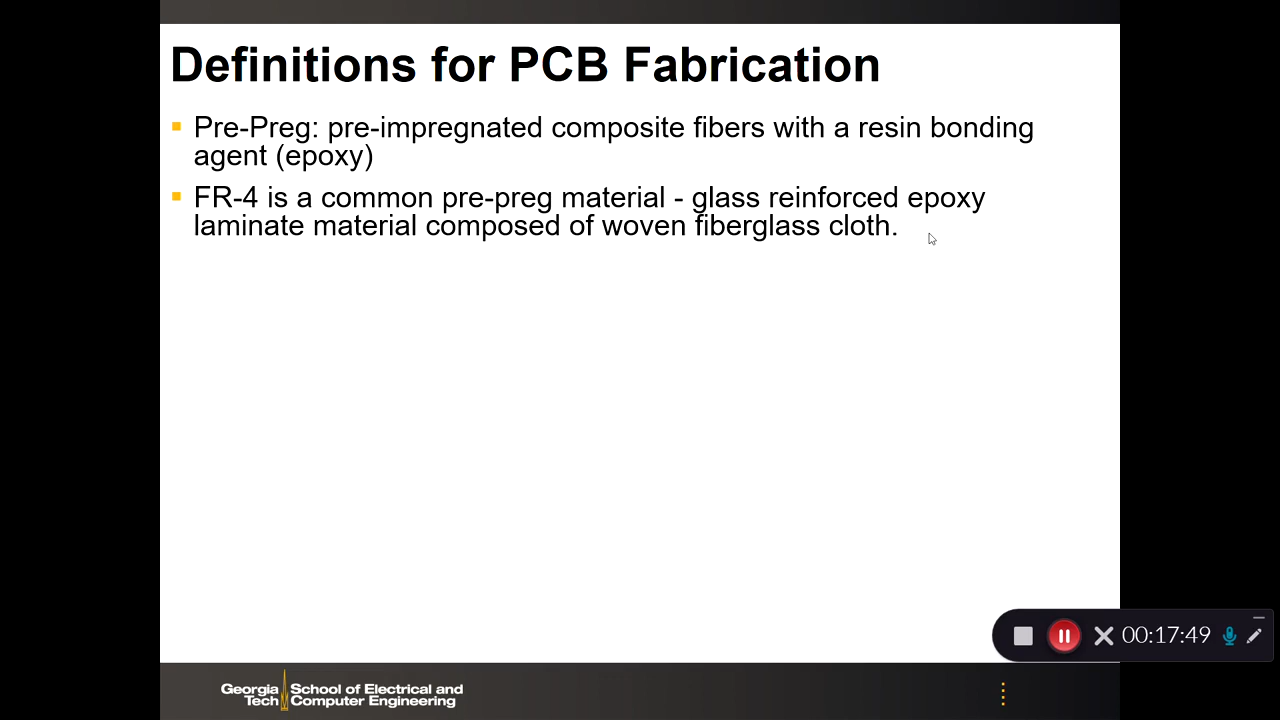 Definitions for PCB Fabrication
Pre-Preg: pre-impregnated composite fibers with a resin bonding
agent (epoxy)
FR-4 is a common pre-preg material - glass reinforced epoxy
laminate material composed of woven fiberglass cloth.
00:17:49
Georgia
Tech
School of Electrical and
Computer Engineering